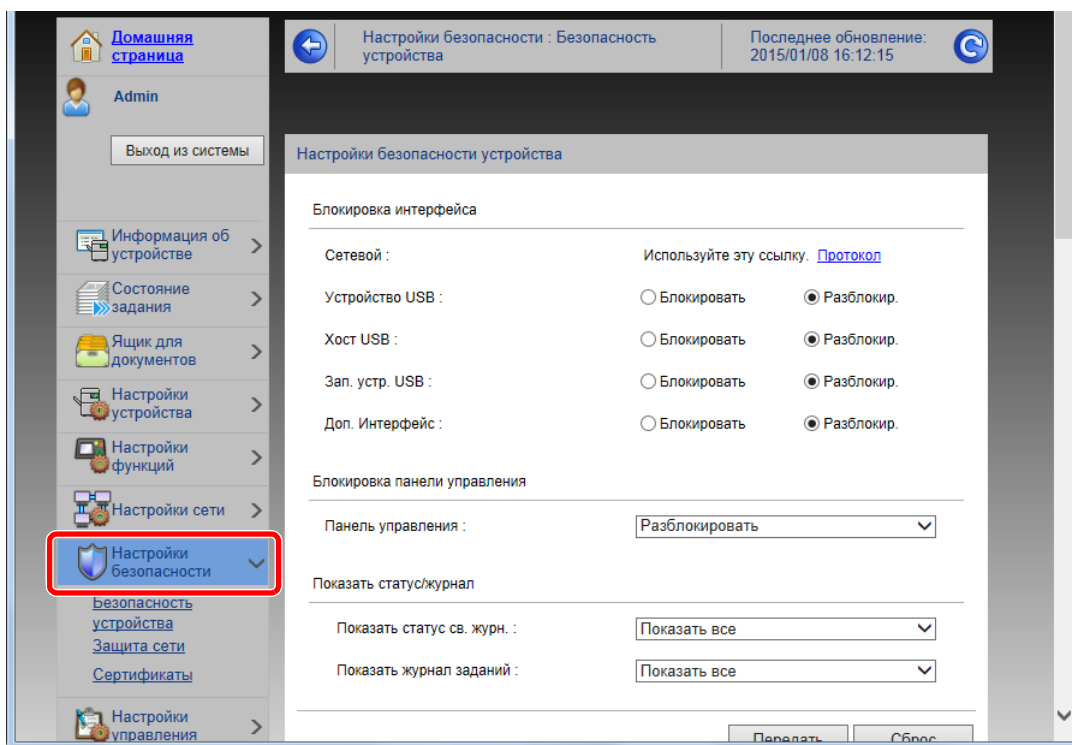 Домашняя
страница
Admin
Выход из системы
Информация об
устройстве
Состояние
задания
Ящик для
документов
Настройки
устройства
Настройки
функций
Настройки сети
Настройки
безопасности
Безопасность
устройства
Защита сети
Сертификаты
Настройки
управления
Настройки безопасности : Безопасность
устройства
Последнее обновление:
2015/01/08 16:12:15
Настройки безопасности устройства
Блокировка интерфейса
Сетевой : Используйте эту ссылку. Протокол
Устройство USB : Блокировать Разблокир.
Хост USB : Блокировать Разблокир.
Зап. устр. USB : Блокировать Разблокир.
Доп. Интерфейс : Блокировать Разблокир.
Блокировка панели управления
Панель управления : Разблокировать
Показать статус/журнал
Показать статус св. журн. : Показать все
Показать журнал заданий : Показать все
Передать Сброс